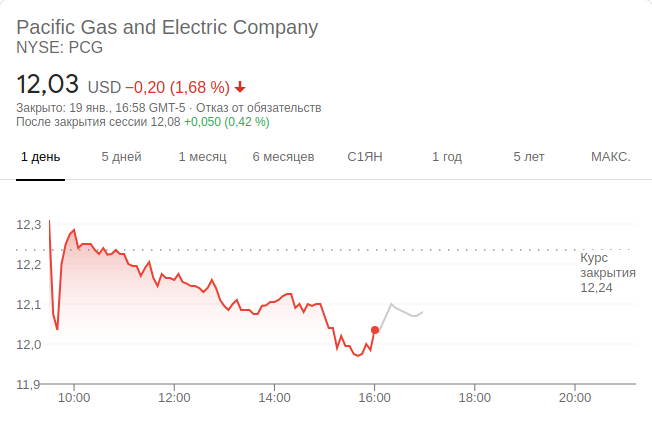 Pacific Gas and Electric Company
NYSE: PCG
12,03 USD −0,20 (1,68 %)
Закрыто: 19 янв., 16:58 GMT-5 · Отказ от обязательств
После закрытия сессии 12,08 +0,050 (0,42 %)
1 день 5 дней 1 месяц 6 месяцев С1ЯН 1 год 5 лет МАКС.
12,3
Курс
12,2
закрытия
12,24
12,1
12,0
11,9
10:00 12:00 14:00 16:00 18:00 20:00